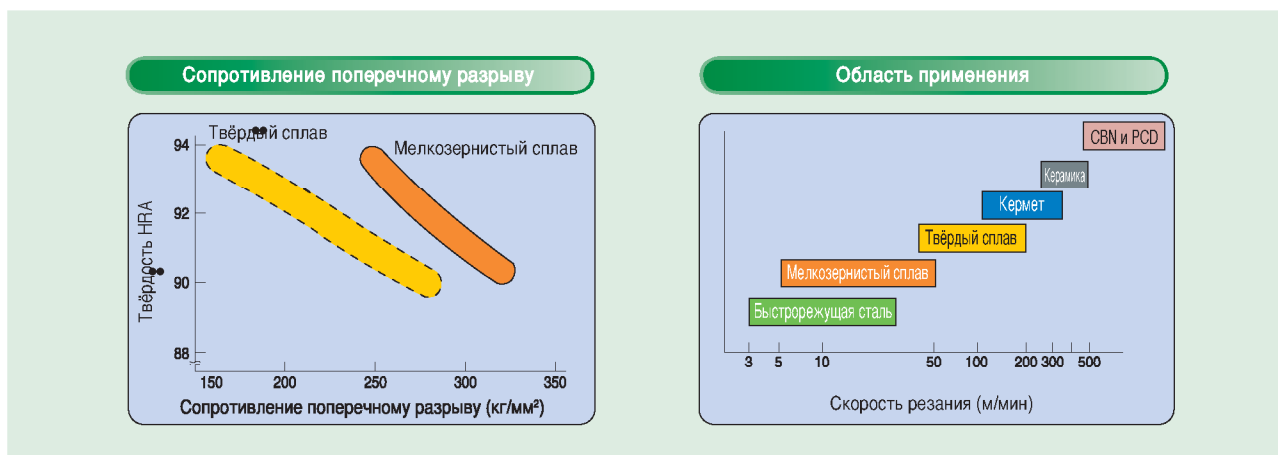 Сопротивление поперечному разрыву
Твёрдый сплав
Мелкозернистый сплав
Твёрдость HRA
94
92
90
88
150 200 250 300 350
Сопротивление поперечному разрыву (кг/мм²)
Область применения
CBN и PCD
Керамика
Кермет
Твёрдый сплав
Мелкозернистый сплав
Быстрорежущая сталь
3 5 10 50 100 200 300 500
Скорость резания (м/мин)